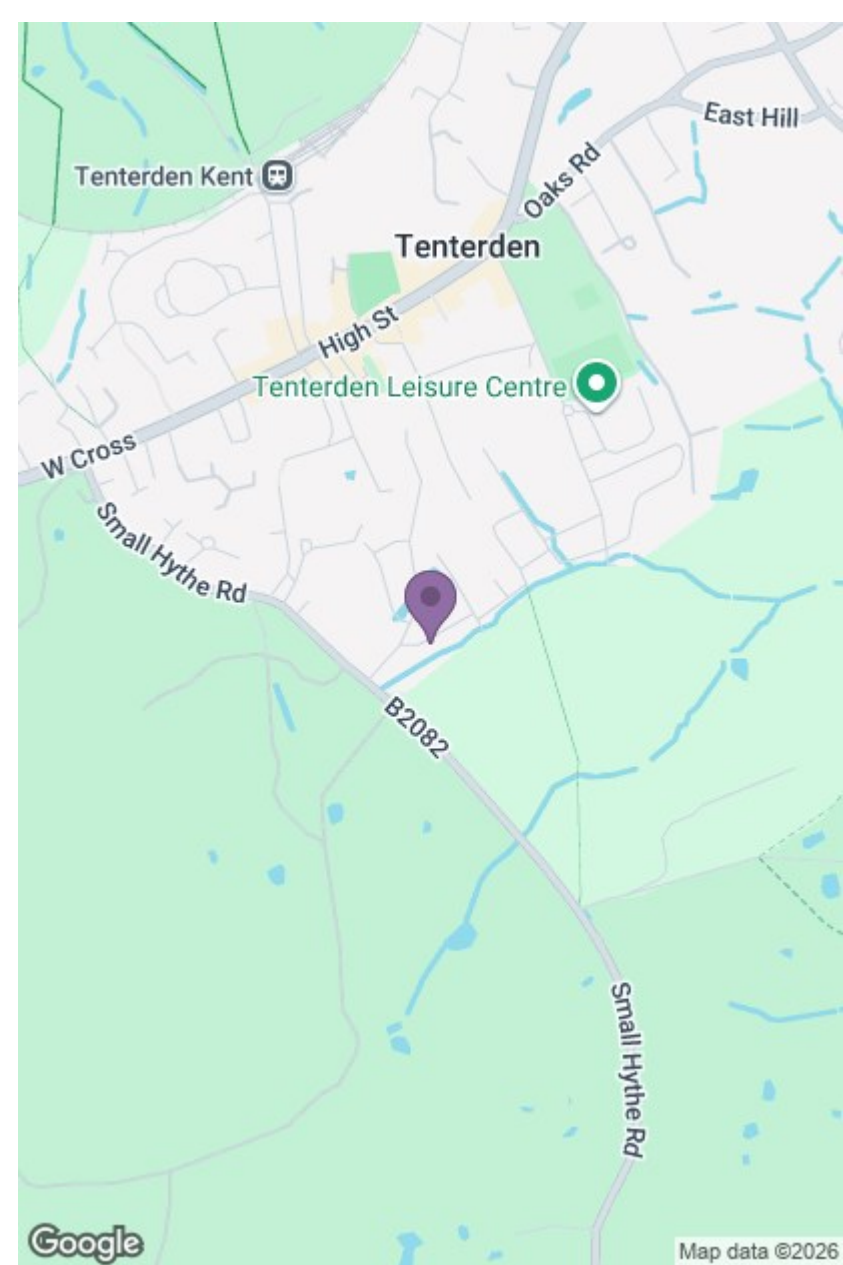 East Hill
Oaks Rd
Tenterden Kent
Tenterden
High St
Tenterden Leisure Centre
W Cross
Small Hythe Rd
B2082
Small Hythe Rd
Google
Map data ©2026